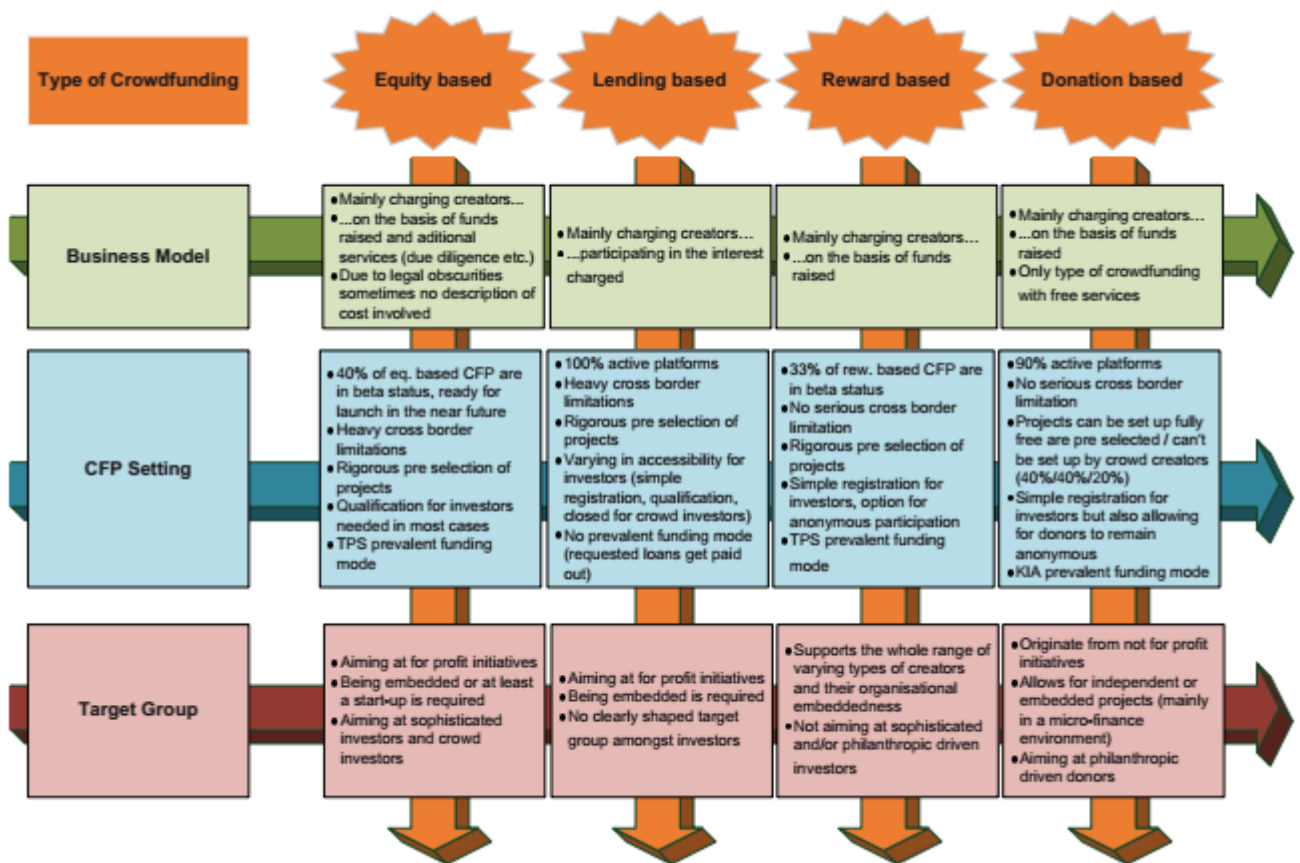 Type of Crowdfunding
Equity based
Lending based
Reward based
Donation based
Business Model
• Mainly charging creators...
• ...on the basis of funds
raised and aditional
services (due diligence etc.)
• Due to legal obscurities
sometimes no description of
cost involved
• Mainly charging creators...
• ...participating in the interest
charged
• Mainly charging creators...
• ...on the basis of funds
raised
• Mainly charging creators...
• ...on the basis of funds
raised
• Only type of crowdfunding
with free services
CFP Setting
• 40% of eq. based CFP are
in beta status, ready for
launch in the near future
• Heavy cross border
limitations
• Rigorous pre selection of
projects
• Qualification for investors
needed in most cases
• TPS prevalent funding
mode
• 100% active platforms
• Heavy cross border
limitations
• Rigorous pre selection of
projects
• Varying in accessibility for
investors (simple
registration, qualification,
closed for crowd investors)
• No prevalent funding mode
(requested loans get paid
out)
• 33% of rew. based CFP are
in beta status
• No serious cross border
limitation
• Rigorous pre selection of
projects
• Simple registration for
investors, option for
anonymous participation
• TPS prevalent funding
mode
• 90% active platforms
• No serious cross border
limitation
• Projects can be set up fully
free are pre selected / can't
be set up by crowd creators
(40%/40%/20%)
• Simple registration for
investors but also allowing
for donors to remain
anonymous
• KIA prevalent funding mode
Target Group
• Aiming at for profit initiatives
• Being embedded or at least
a start-up is required
• Aiming at sophisticated
investors and crowd
investors
• Aiming at for profit initiatives
• Being embedded is required
• No clearly shaped target
group amongst investors
• Supports the whole range of
varying types of creators
and their organisational
embeddedness
• Not aiming at sophisticated
and/or philanthropic driven
investors
• Originate from not for profit
initiatives
• Allows for independent or
embedded projects (mainly
in a micro-finance
environment)
• Aiming at philanthropic
driven donors